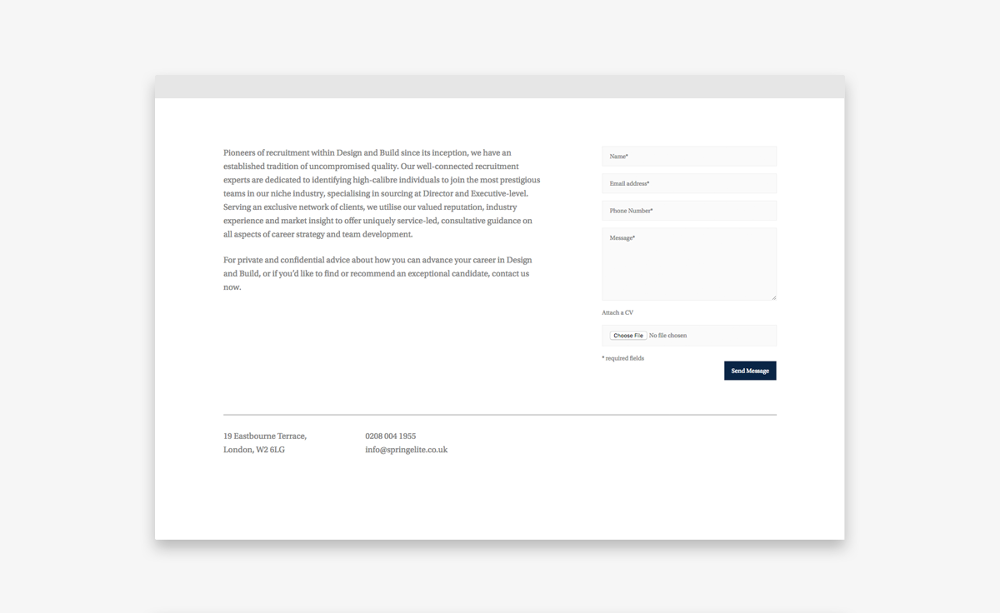 Pioneers of recruitment within Design and Build since its inception, we have an
established tradition of uncompromised quality. Our well-connected recruitment
experts are dedicated to identifying high-calibre individuals to join the most prestigious
teams in our niche industry, specialising in sourcing at Director and Executive-level.
Serving an exclusive network of clients, we utilise our valued reputation, industry
experience and market insight to offer uniquely service-led, consultative guidance on
all aspects of career strategy and team development.
For private and confidential advice about how you can advance your career in Design
and Build, or if you'd like to find or recommend an exceptional candidate, contact us
now.
Name*
Email address*
Phone Number*
Message*
Attach a CV
Choose File No file chosen
* required fields
Send Message
19 Eastbourne Terrace,
London, W2 6LG
0208 004 1955
info@springelite.co.uk